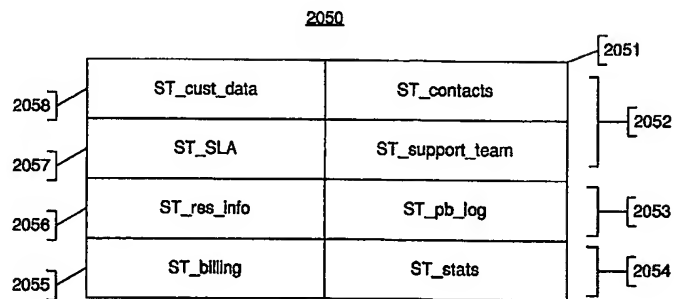 2050
2051
ST_cust_data ST_contacts
2058
2052
ST_SLA ST_support_team
2057
ST_res_info ST_pb_log
2056 2053
ST_billing ST_stats
2055 2054